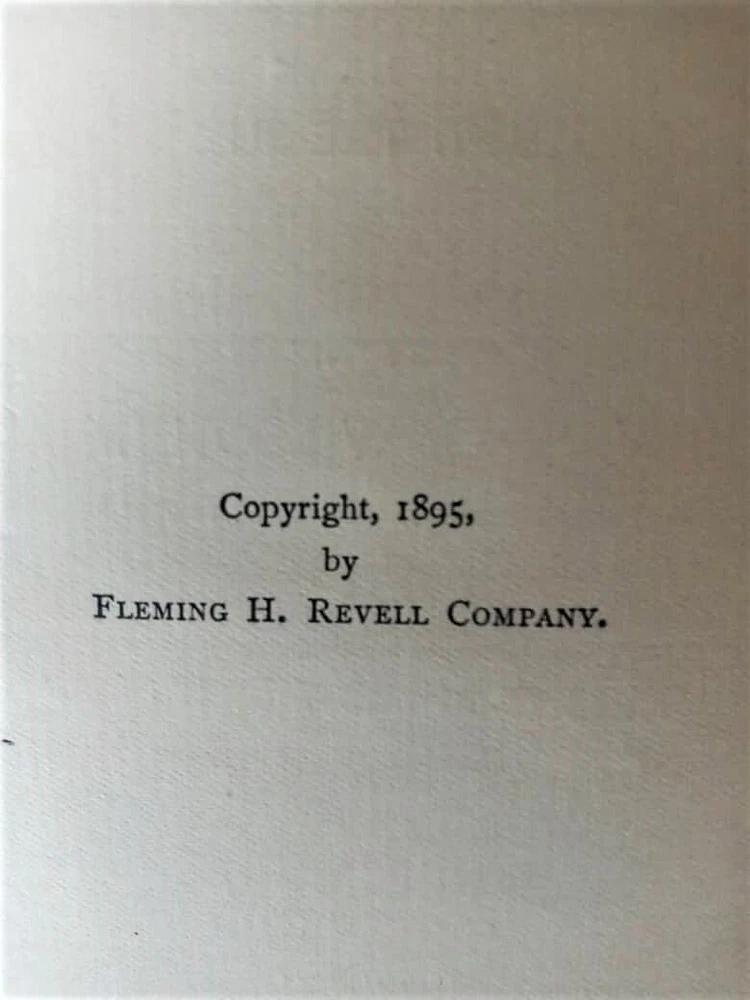 Copyright, 1895,
by
FLEMING H. REVELL COMPANY.